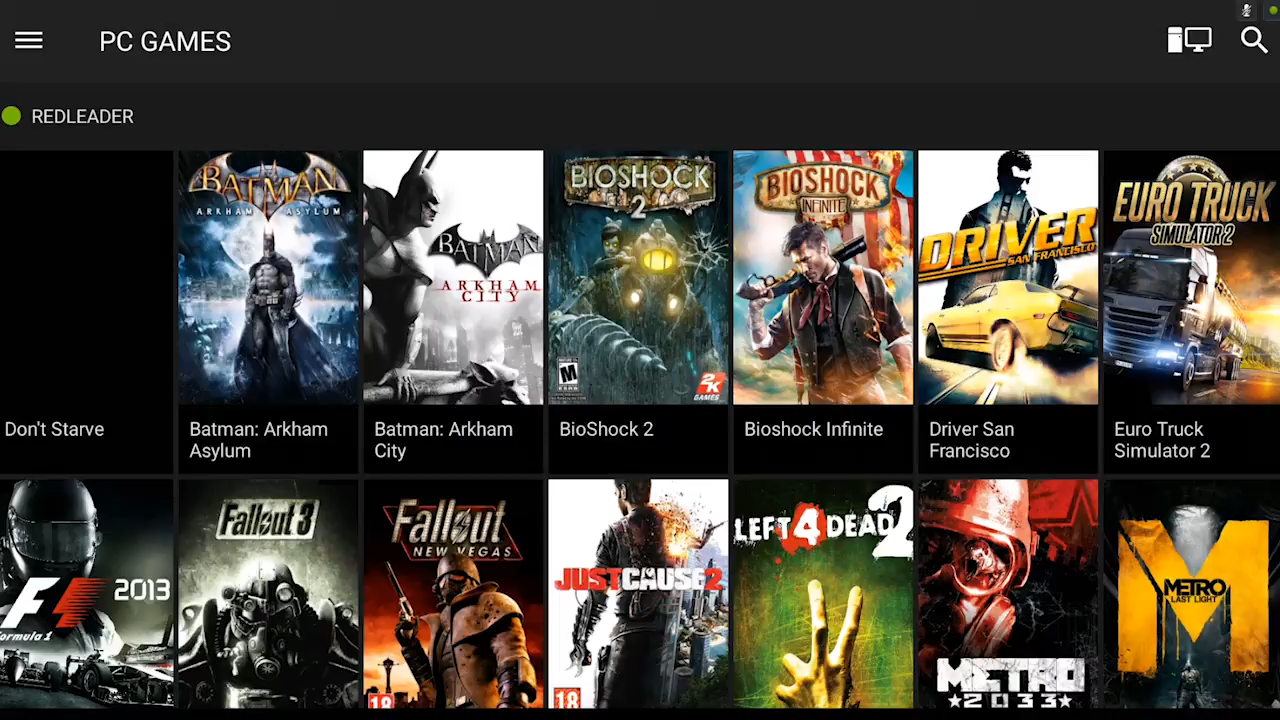 PC GAMES
REDLEADER
BATMAN
ARKHAM ASYLUM
BATMAN
ARKHAM
CITY
BIOSHOCK
2
M
2K
GAMES
BIOSHOCK
INFINITE
DRIVER
SAN FRANCISCO
EURO TRUCK
SIMULATOR 2
Don't Starve
Batman: Arkham
Asylum
Batman: Arkham
City
BioShock 2
Bioshock Infinite
Driver San
Francisco
Euro Truck
Simulator 2
F1 2013
Formula 1
Fallout 3
Fallout
NEW VEGAS
18
JUST CAUSE 2
18
LEFT 4 DEAD 2
METRO
2033
METRO
LAST LIGHT